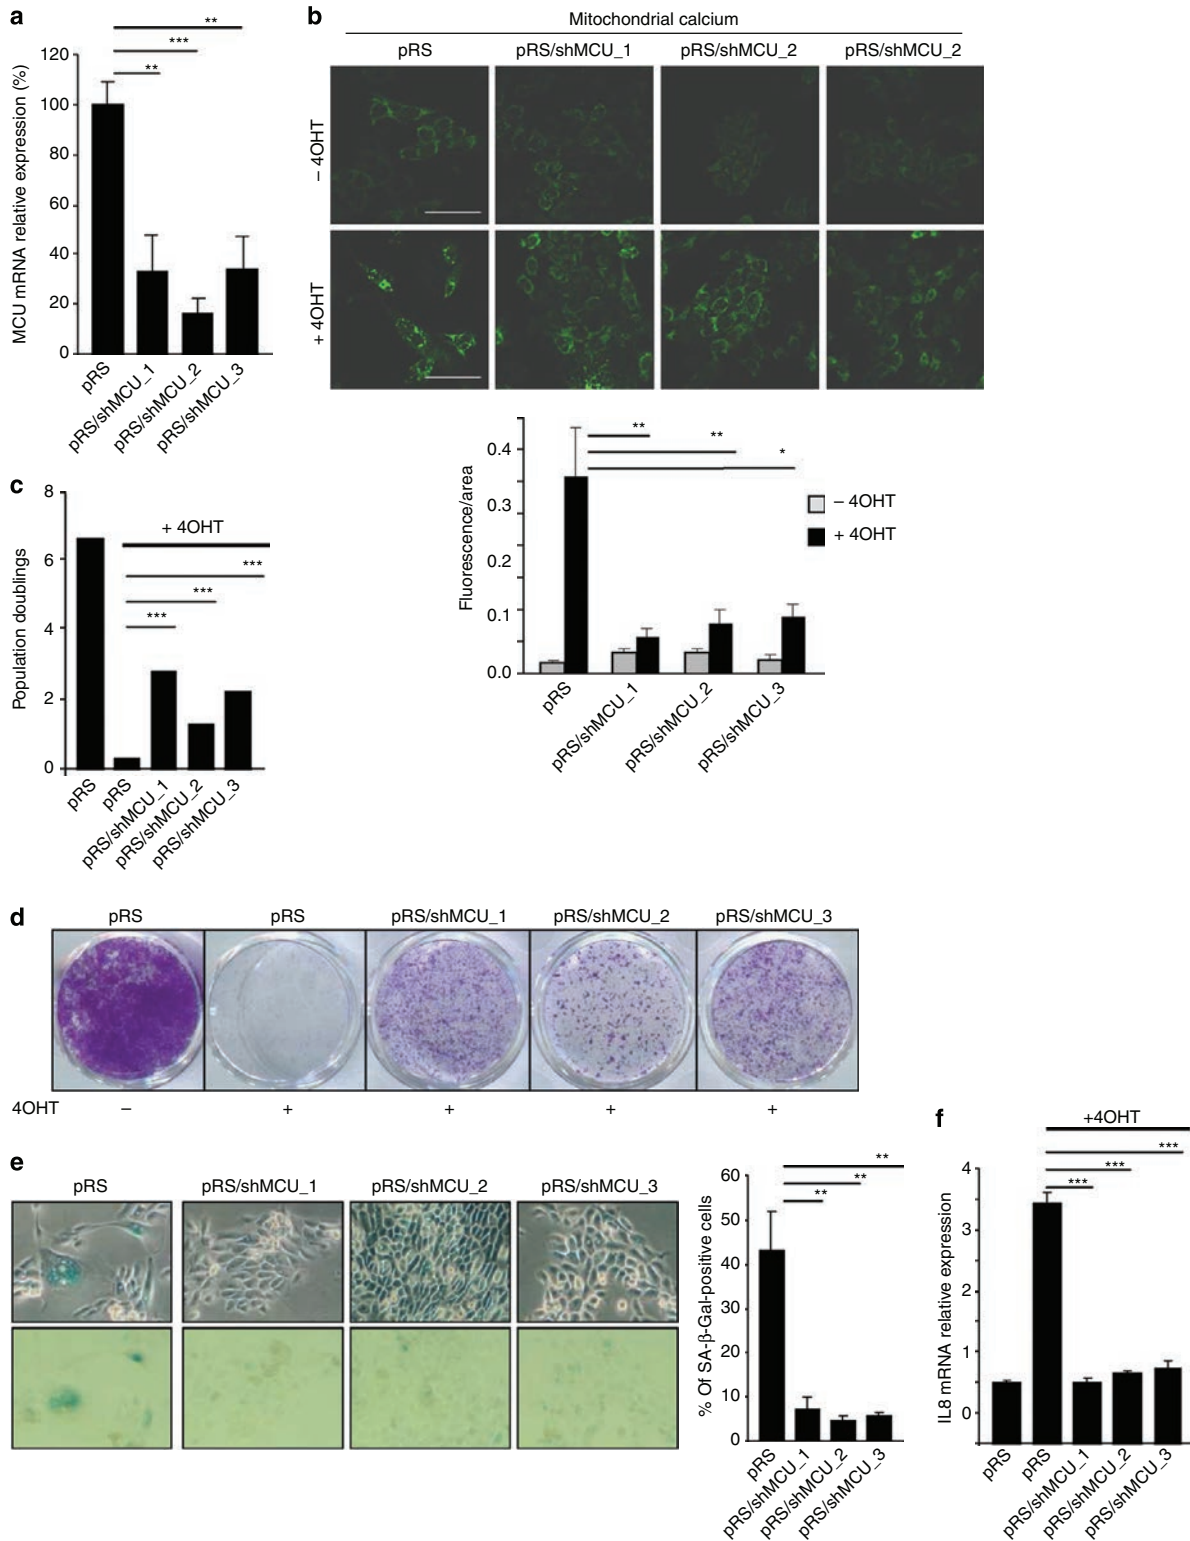 a
**
***
**
120
100
80
60
40
20
0
MCU mRNA relative expression (%)
pRS
pRS/shMCU_1
pRS/shMCU_2
pRS/shMCU_3
b
Mitochondrial calcium
pRS
pRS/shMCU_1
pRS/shMCU_2
pRS/shMCU_2
– 4OHT
+ 4OHT
**
**
*
0.4
0.3
0.2
0.1
0.0
Fluorescence/area
– 4OHT
+ 4OHT
pRS
pRS/shMCU_1
pRS/shMCU_2
pRS/shMCU_3
c
8
6
4
2
0
Population doublings
+ 4OHT
***
***
***
pRS
pRS
pRS/shMCU_1
pRS/shMCU_2
pRS/shMCU_3
d
pRS
pRS
pRS/shMCU_1
pRS/shMCU_2
pRS/shMCU_3
4OHT – + + + +
e
pRS
pRS/shMCU_1
pRS/shMCU_2
pRS/shMCU_3
**
**
**
60
50
40
30
20
10
0
% Of SA-β-Gal-positive cells
pRS
pRS/shMCU_1
pRS/shMCU_2
pRS/shMCU_3
f
+4OHT
***
***
***
4
3
2
1
0
IL8 mRNA relative expression
pRS
pRS
pRS/shMCU_1
pRS/shMCU_2
pRS/shMCU_3